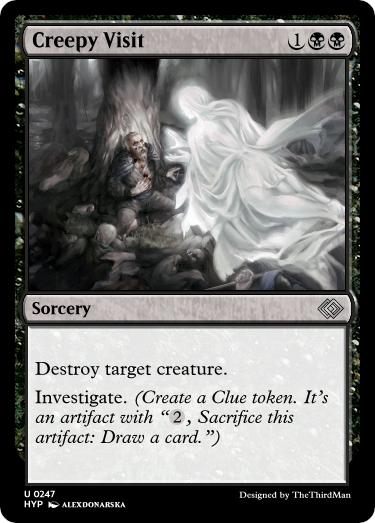 Creepy Visit 1
Sorcery
Destroy target creature.
Investigate. (Create a Clue token. It's
an artifact with “2, Sacrifice this
artifact: Draw a card.”)
U 0247
HYP ALEXDONARSKA Designed by TheThirdMan